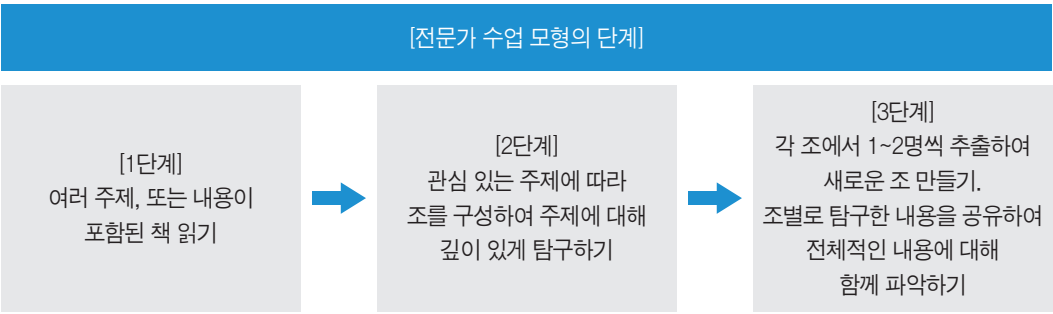 [전문가 수업 모형의 단계]
[1단계]
여러 주제, 또는 내용이
포함된 책 읽기
[2단계]
관심 있는 주제에 따라
조를 구성하여 주제에 대해
깊이 있게 탐구하기
[3단계]
각 조에서 1~2명씩 추출하여
새로운 조 만들기.
조별로 탐구한 내용을 공유하여
전체적인 내용에 대해
함께 파악하기